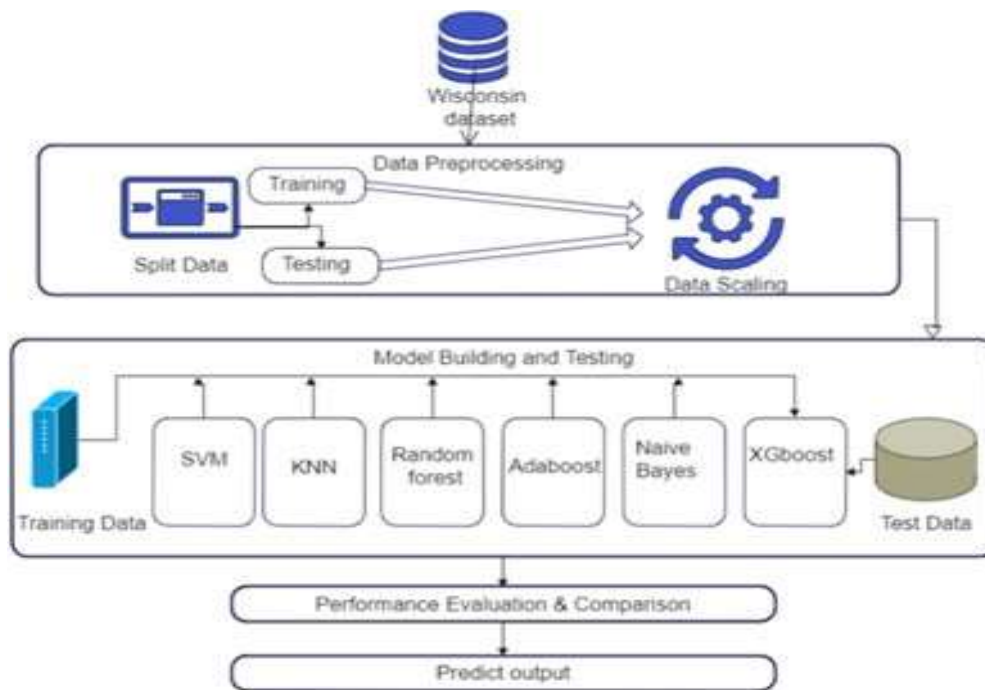 Wisconsin
dataset
Data Preprocessing
Training
Split Data
Testing
Data Scaling
Model Building and Testing
SVM
KNN
Random
forest
Adaboost
Naive
Bayes
XGboost
Training Data
Test Data
Performance Evaluation & Comparison
Predict output